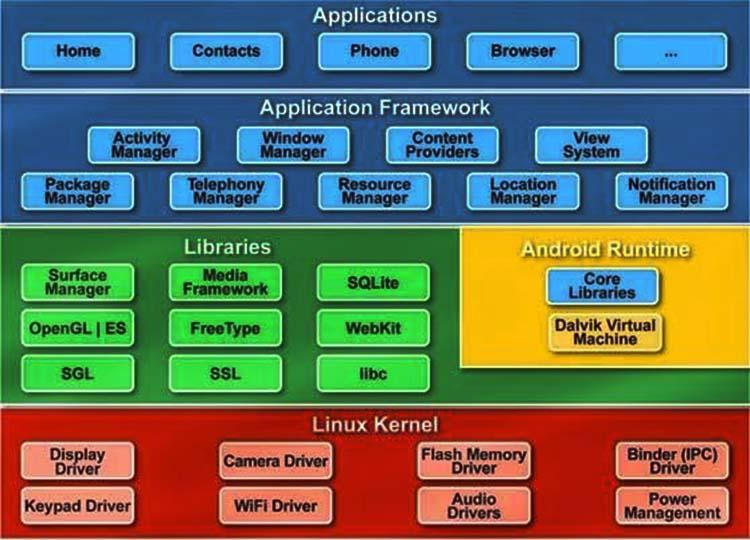 Applications
Home
Contacts
Phone
Browser
...
Application Framework
Activity
Manager
Window
Manager
Content
Providers
View
System
Package
Manager
Telephony
Manager
Resource
Manager
Location
Manager
Notification
Manager
Libraries
Surface
Manager
Media
Framework
SQLite
OpenGL | ES
FreeType
WebKit
SGL
SSL
libc
Android Runtime
Core
Libraries
Dalvik Virtual
Machine
Linux Kernel
Display
Driver
Camera Driver
Flash Memory
Driver
Binder (IPC)
Driver
Keypad Driver
WiFi Driver
Audio
Drivers
Power
Management